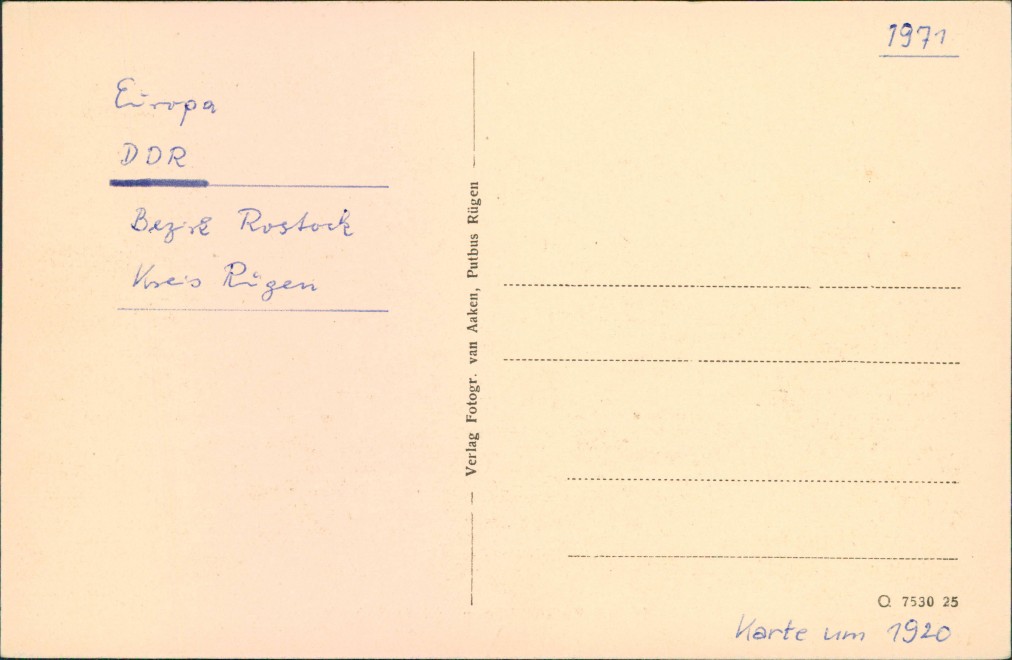 1971
Europa
DDR
Bezirk Rostock
Kreis Rügen
Verlag Fotogr. van Aaken, Putbus Rügen
Q 7530 25
Karte um 1920